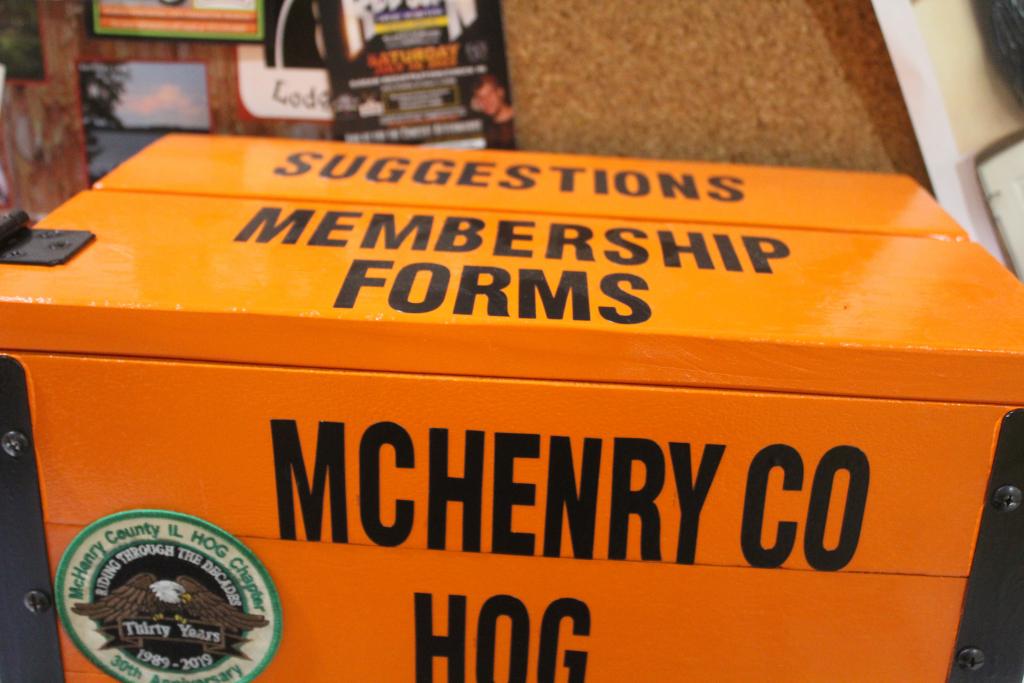 SATURDAY
SUGGESTIONS
MEMBERSHIP
FORMS
MCHENRY CO
HOG
McHenry County IL HOG Chapter
RIDING THROUGH THE DECADES
Thirty Years
1989-2019
30th Anniversary